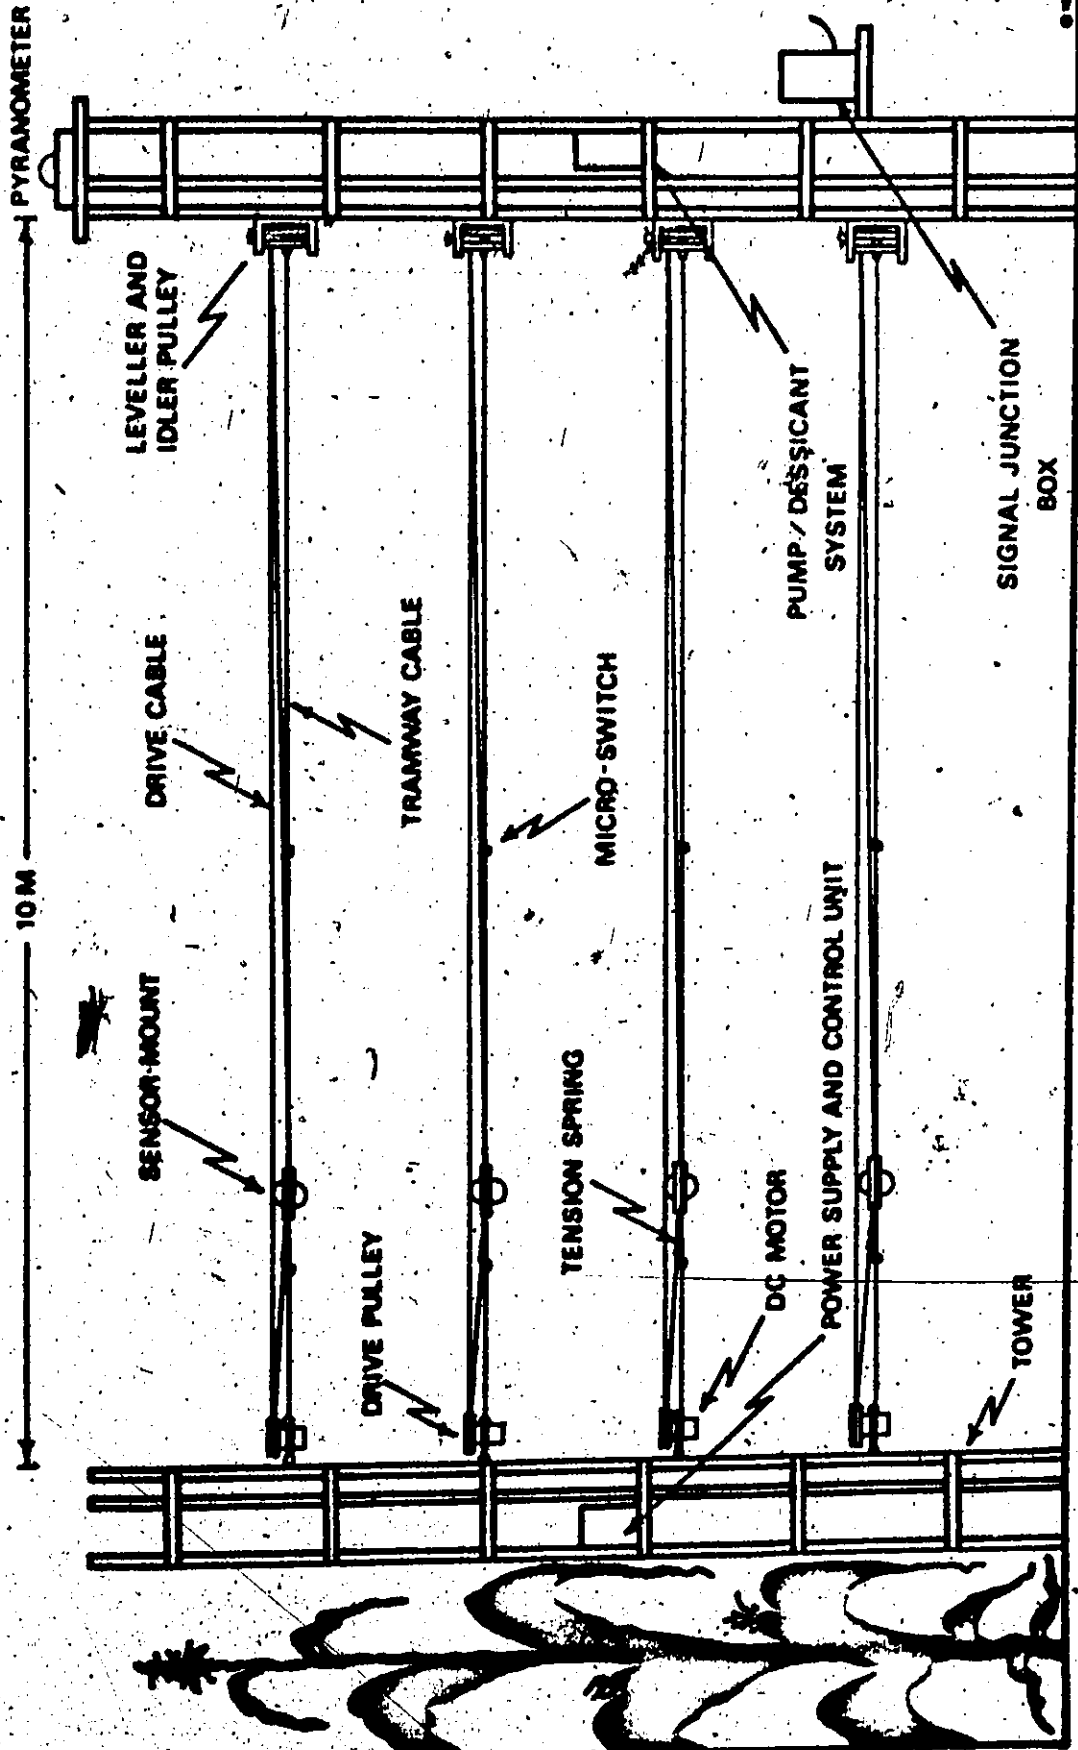 10 M
PYRANOMETER
SENSOR MOUNT
DRIVE CABLE
LEVELLER AND
IDLER PULLEY
DRIVE PULLEY
TRAMWAY CABLE
TENSION SPRING
MICRO-SWITCH
DC MOTOR
PUMP / DESSICANT
SYSTEM
POWER SUPPLY AND CONTROL UNIT
TOWER
SIGNAL JUNCTION
BOX